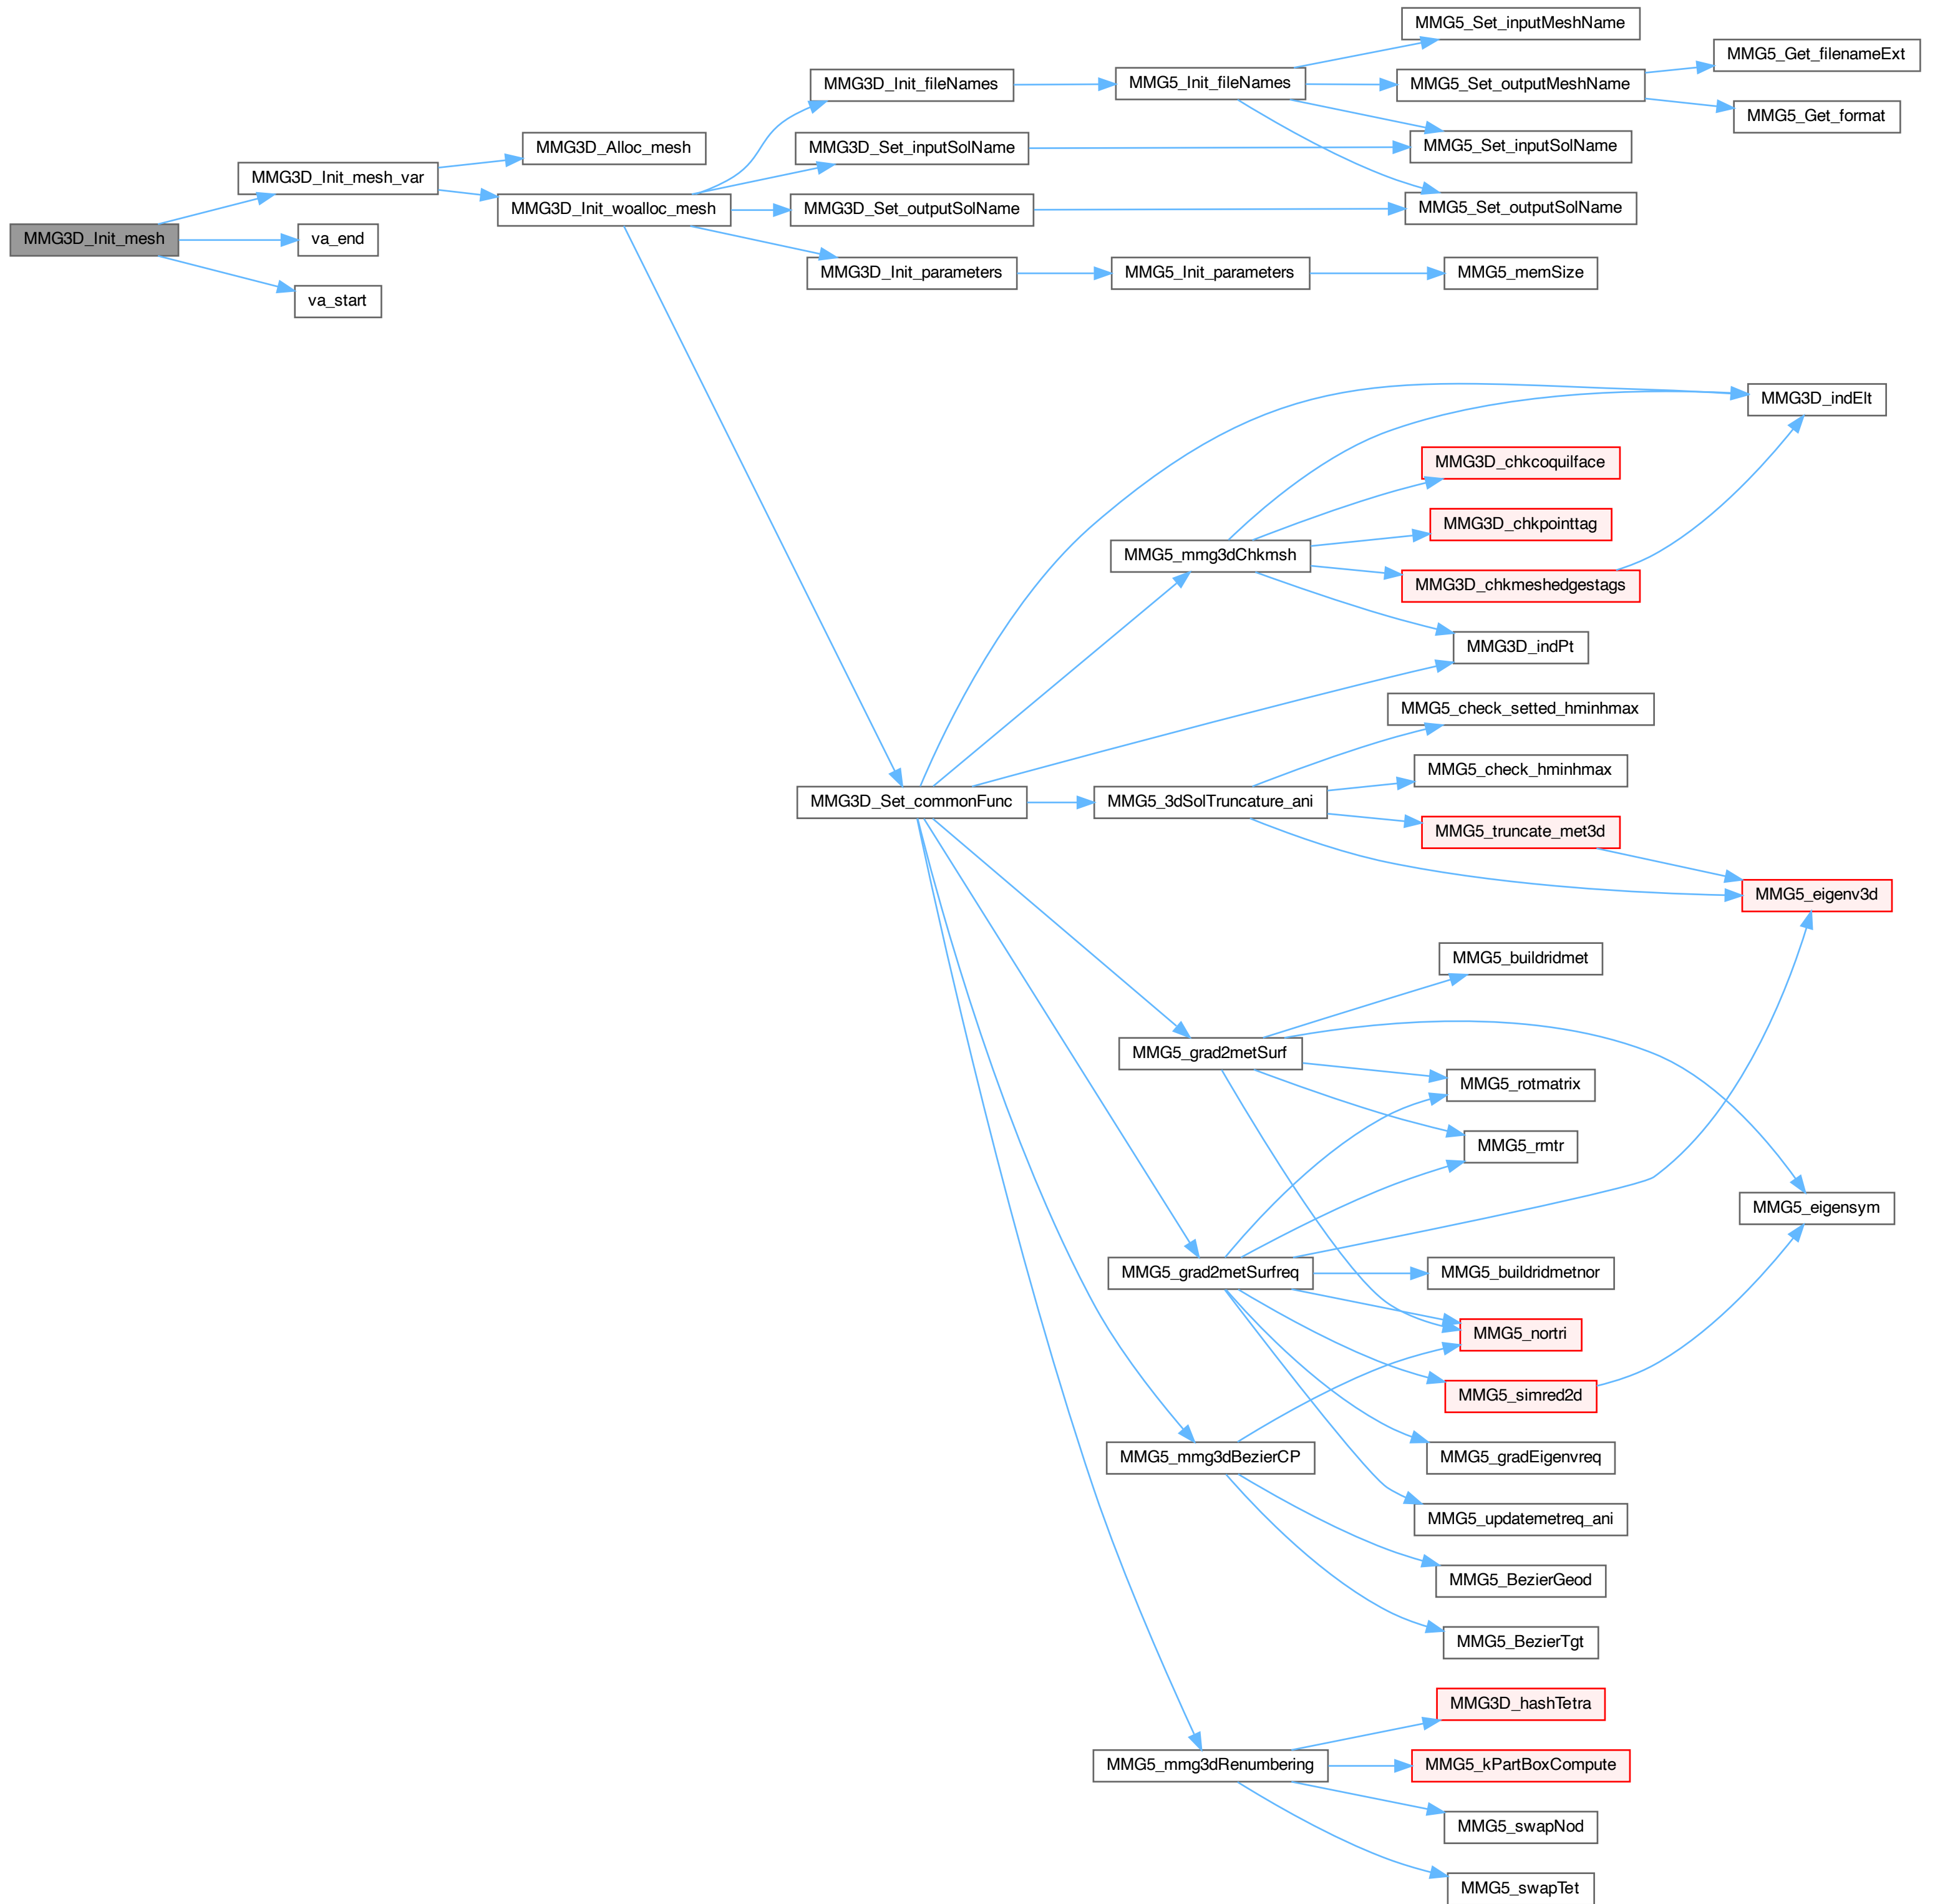 MMG5_Set_inputMeshName
MMG5_Get_filenameExt
MMG3D_Init_fileNames
MMG5_Init_fileNames
MMG5_Set_outputMeshName
MMG5_Get_format
MMG3D_Alloc_mesh
MMG3D_Set_inputSolName
MMG5_Set_inputSolName
MMG3D_Init_mesh_var
MMG3D_Init_woalloc_mesh
MMG3D_Set_outputSolName
MMG5_Set_outputSolName
MMG3D_Init_mesh
va_end
MMG3D_Init_parameters
MMG5_Init_parameters
MMG5_memSize
va_start
MMG3D_indElt
MMG3D_chkcoquilface
MMG3D_chkpointtag
MMG5_mmg3dChkmsh
MMG3D_chkmeshedgestags
MMG3D_indPt
MMG5_check_setted_hminhmax
MMG5_check_hminhmax
MMG3D_Set_commonFunc
MMG5_3dSolTruncature_ani
MMG5_truncate_met3d
MMG5_eigenv3d
MMG5_buildridmet
MMG5_grad2metSurf
MMG5_rotmatrix
MMG5_rmtr
MMG5_eigensym
MMG5_grad2metSurfreq
MMG5_buildridmetnor
MMG5_nortri
MMG5_simred2d
MMG5_mmg3dBezierCP
MMG5_gradEigenvreq
MMG5_updatemetreq_ani
MMG5_BezierGeod
MMG5_BezierTgt
MMG3D_hashTetra
MMG5_mmg3dRenumbering
MMG5_kPartBoxCompute
MMG5_swapNod
MMG5_swapTet